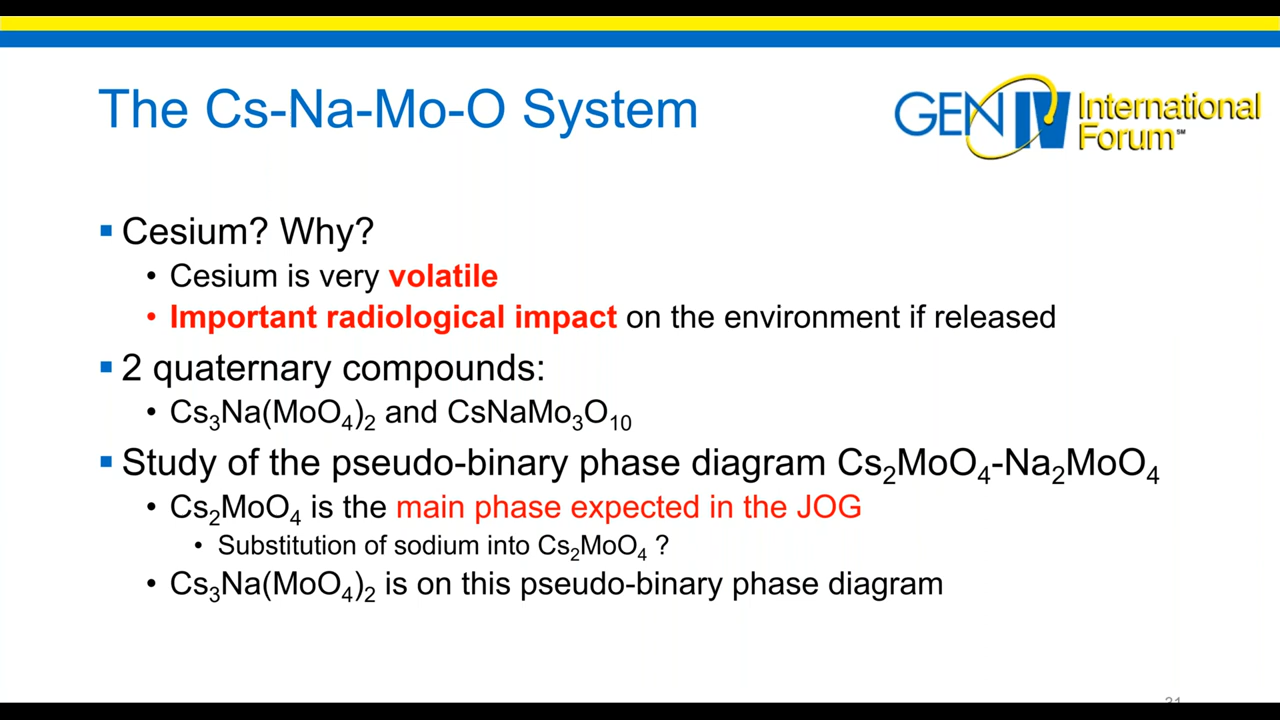 The Cs-Na-Mo-O System
GEN IV International Forum℠
▪ Cesium? Why?
• Cesium is very volatile
• Important radiological impact on the environment if released
▪ 2 quaternary compounds:
• Cs₃Na(MoO₄)₂ and CsNaMo₃O₁₀
▪ Study of the pseudo-binary phase diagram Cs₂MoO₄-Na₂MoO₄
• Cs₂MoO₄ is the main phase expected in the JOG
• Substitution of sodium into Cs₂MoO₄ ?
• Cs₃Na(MoO₄)₂ is on this pseudo-binary phase diagram